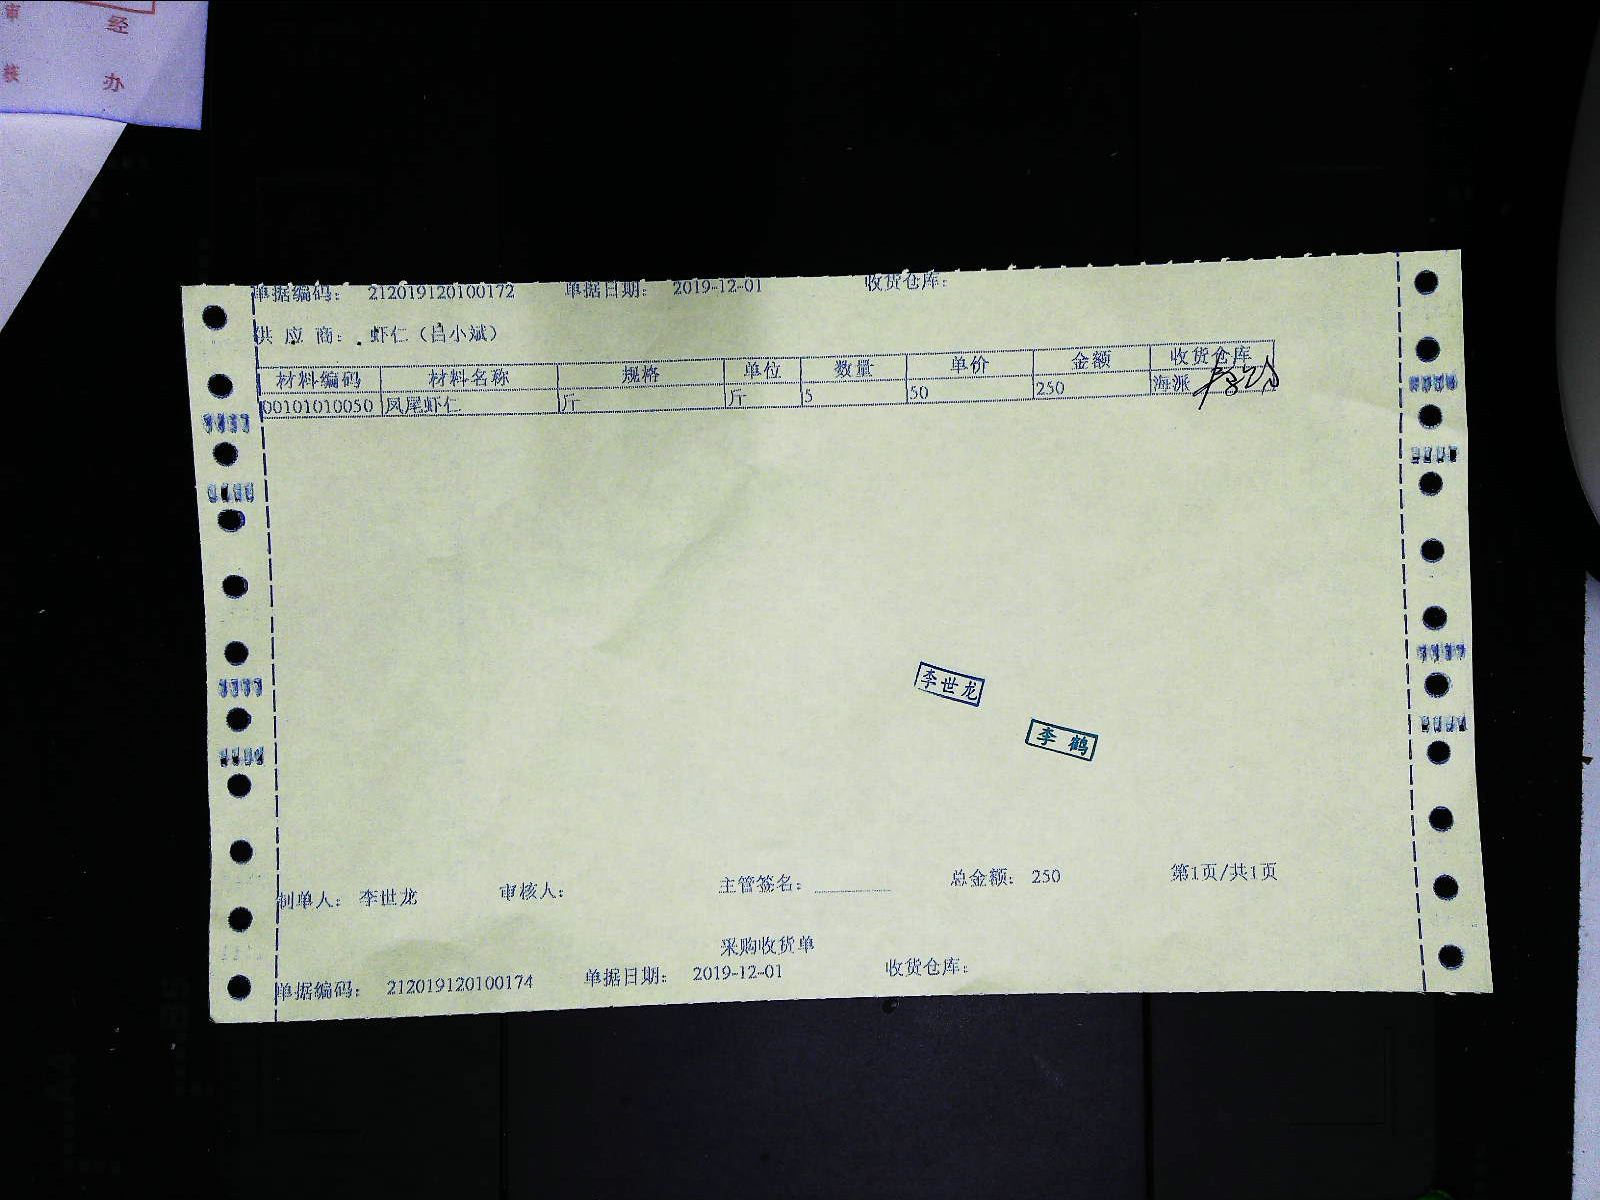 经
办
审
核
单据编码： 212019120100172 单据日期： 2019-12-01 收货仓库：
供 应 商： 虾仁（吕小斌）
材料编码 材料名称 规格 单位 数量 单价 金额 收货仓库
00101010050 凤尾虾仁 斤 斤 5 50 250 海派
李世龙
李鹤
制单人： 李世龙 审核人： 主管签名： 总金额： 250 第1页/共1页
采购收货单
单据编码： 212019120100174 单据日期： 2019-12-01 收货仓库：